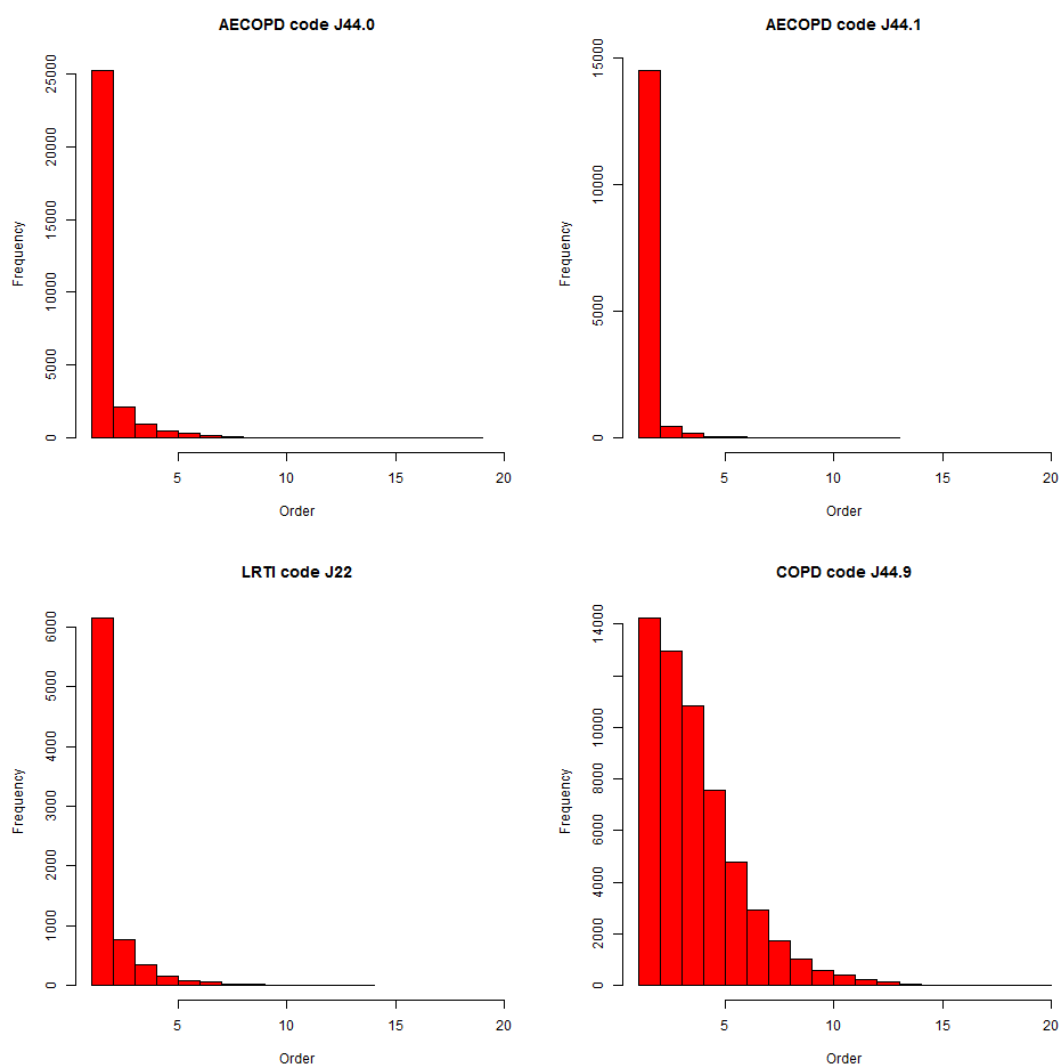 AECOPD code J44.0
Frequency
0 5000 10000 15000 20000 25000
5 10 15 20
Order
AECOPD code J44.1
Frequency
0 5000 10000 15000
5 10 15 20
Order
LRTI code J22
Frequency
0 1000 2000 3000 4000 5000 6000
5 10 15 20
Order
COPD code J44.9
Frequency
0 2000 4000 6000 8000 10000 14000
5 10 15 20
Order